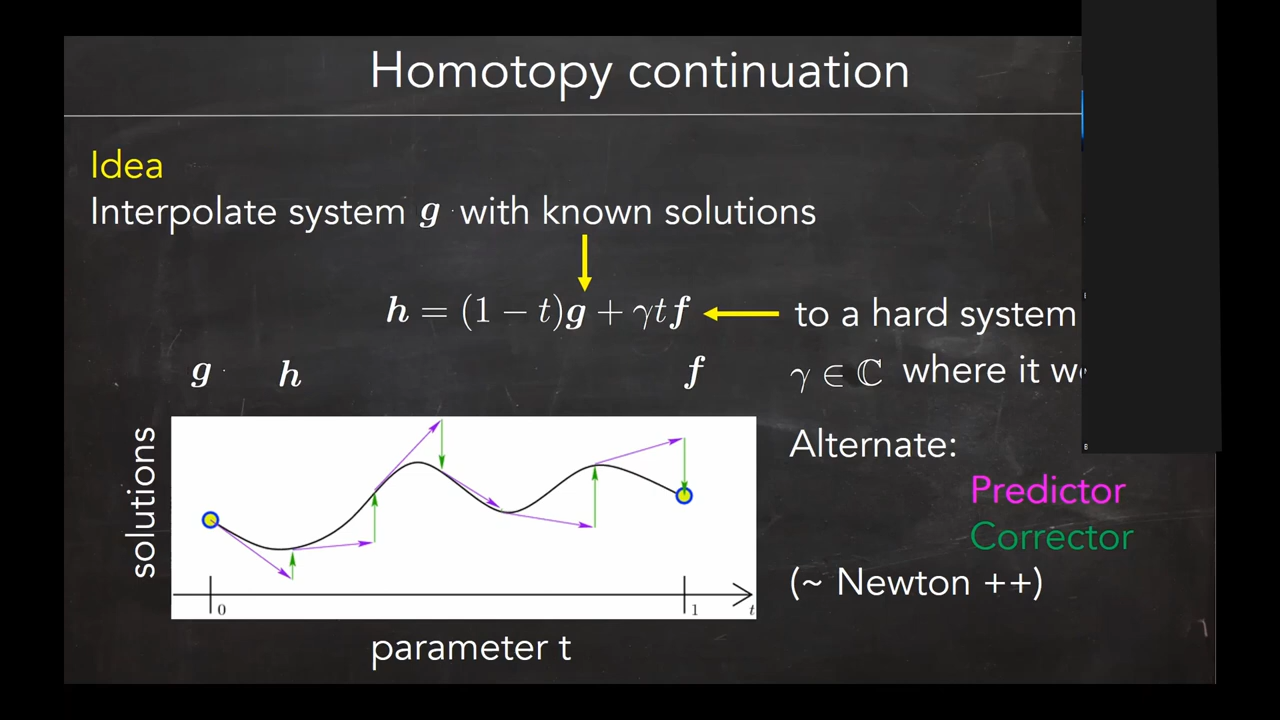 Homotopy continuation
Idea
Interpolate system g with known solutions
h = (1 − t)g + γtf
to a hard system
g h f
γ ∈ ℂ where it
solutions
Alternate:
Predictor
Corrector
(~ Newton ++)
0 1 t
parameter t